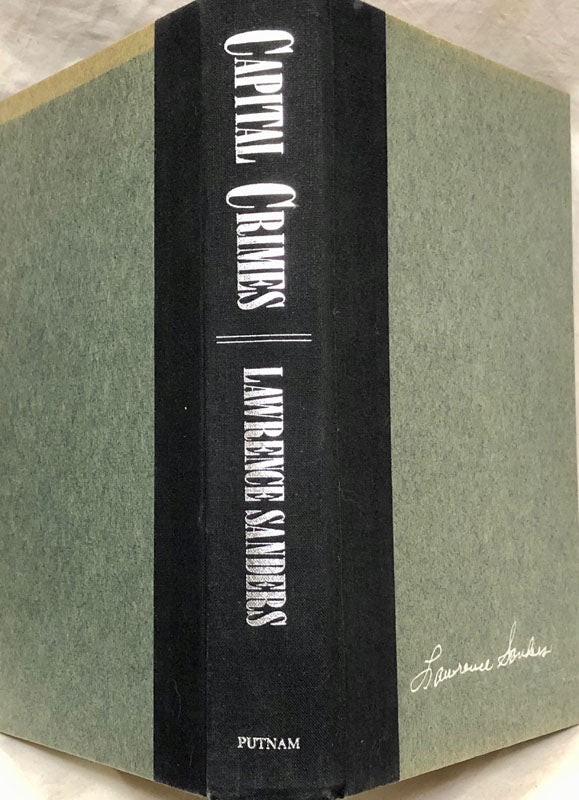 CAPITAL CRIMES
LAWRENCE SANDERS
PUTNAM
Lawrence Sanders